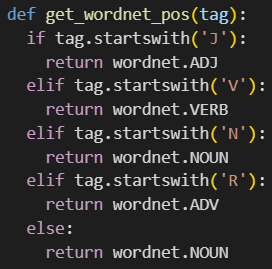 def get_wordnet_pos(tag):
  if tag.startswith('J'):
    return wordnet.ADJ
  elif tag.startswith('V'):
    return wordnet.VERB
  elif tag.startswith('N'):
    return wordnet.NOUN
  elif tag.startswith('R'):
    return wordnet.ADV
  else:
    return wordnet.NOUN